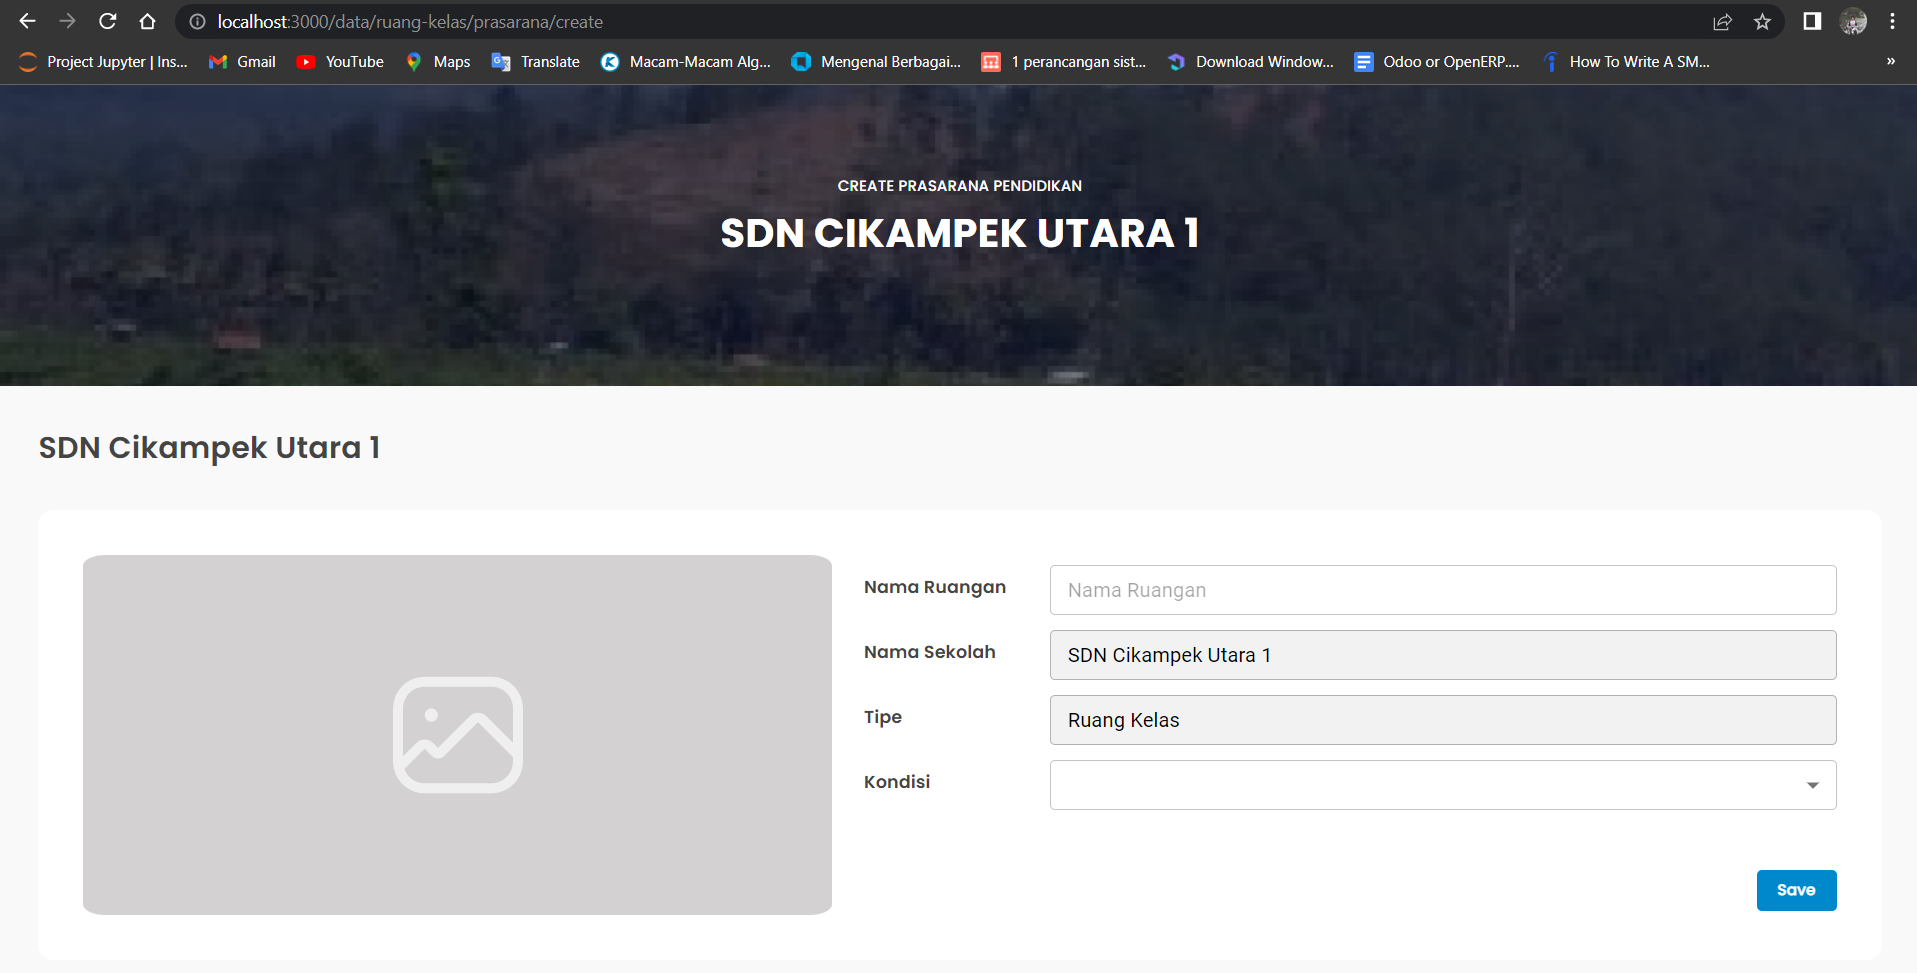 localhost:3000/data/ruang-kelas/prasarana/create
Project Jupyter | Ins... Gmail YouTube Maps Translate Macam-Macam Alg... Mengenal Berbagai... 1 perancangan sist... Download Window... Odoo or OpenERP.... How To Write A SM... »
CREATE PRASARANA PENDIDIKAN
SDN CIKAMPEK UTARA 1
SDN Cikampek Utara 1
Nama Ruangan Nama Ruangan
Nama Sekolah SDN Cikampek Utara 1
Tipe Ruang Kelas
Kondisi
Save